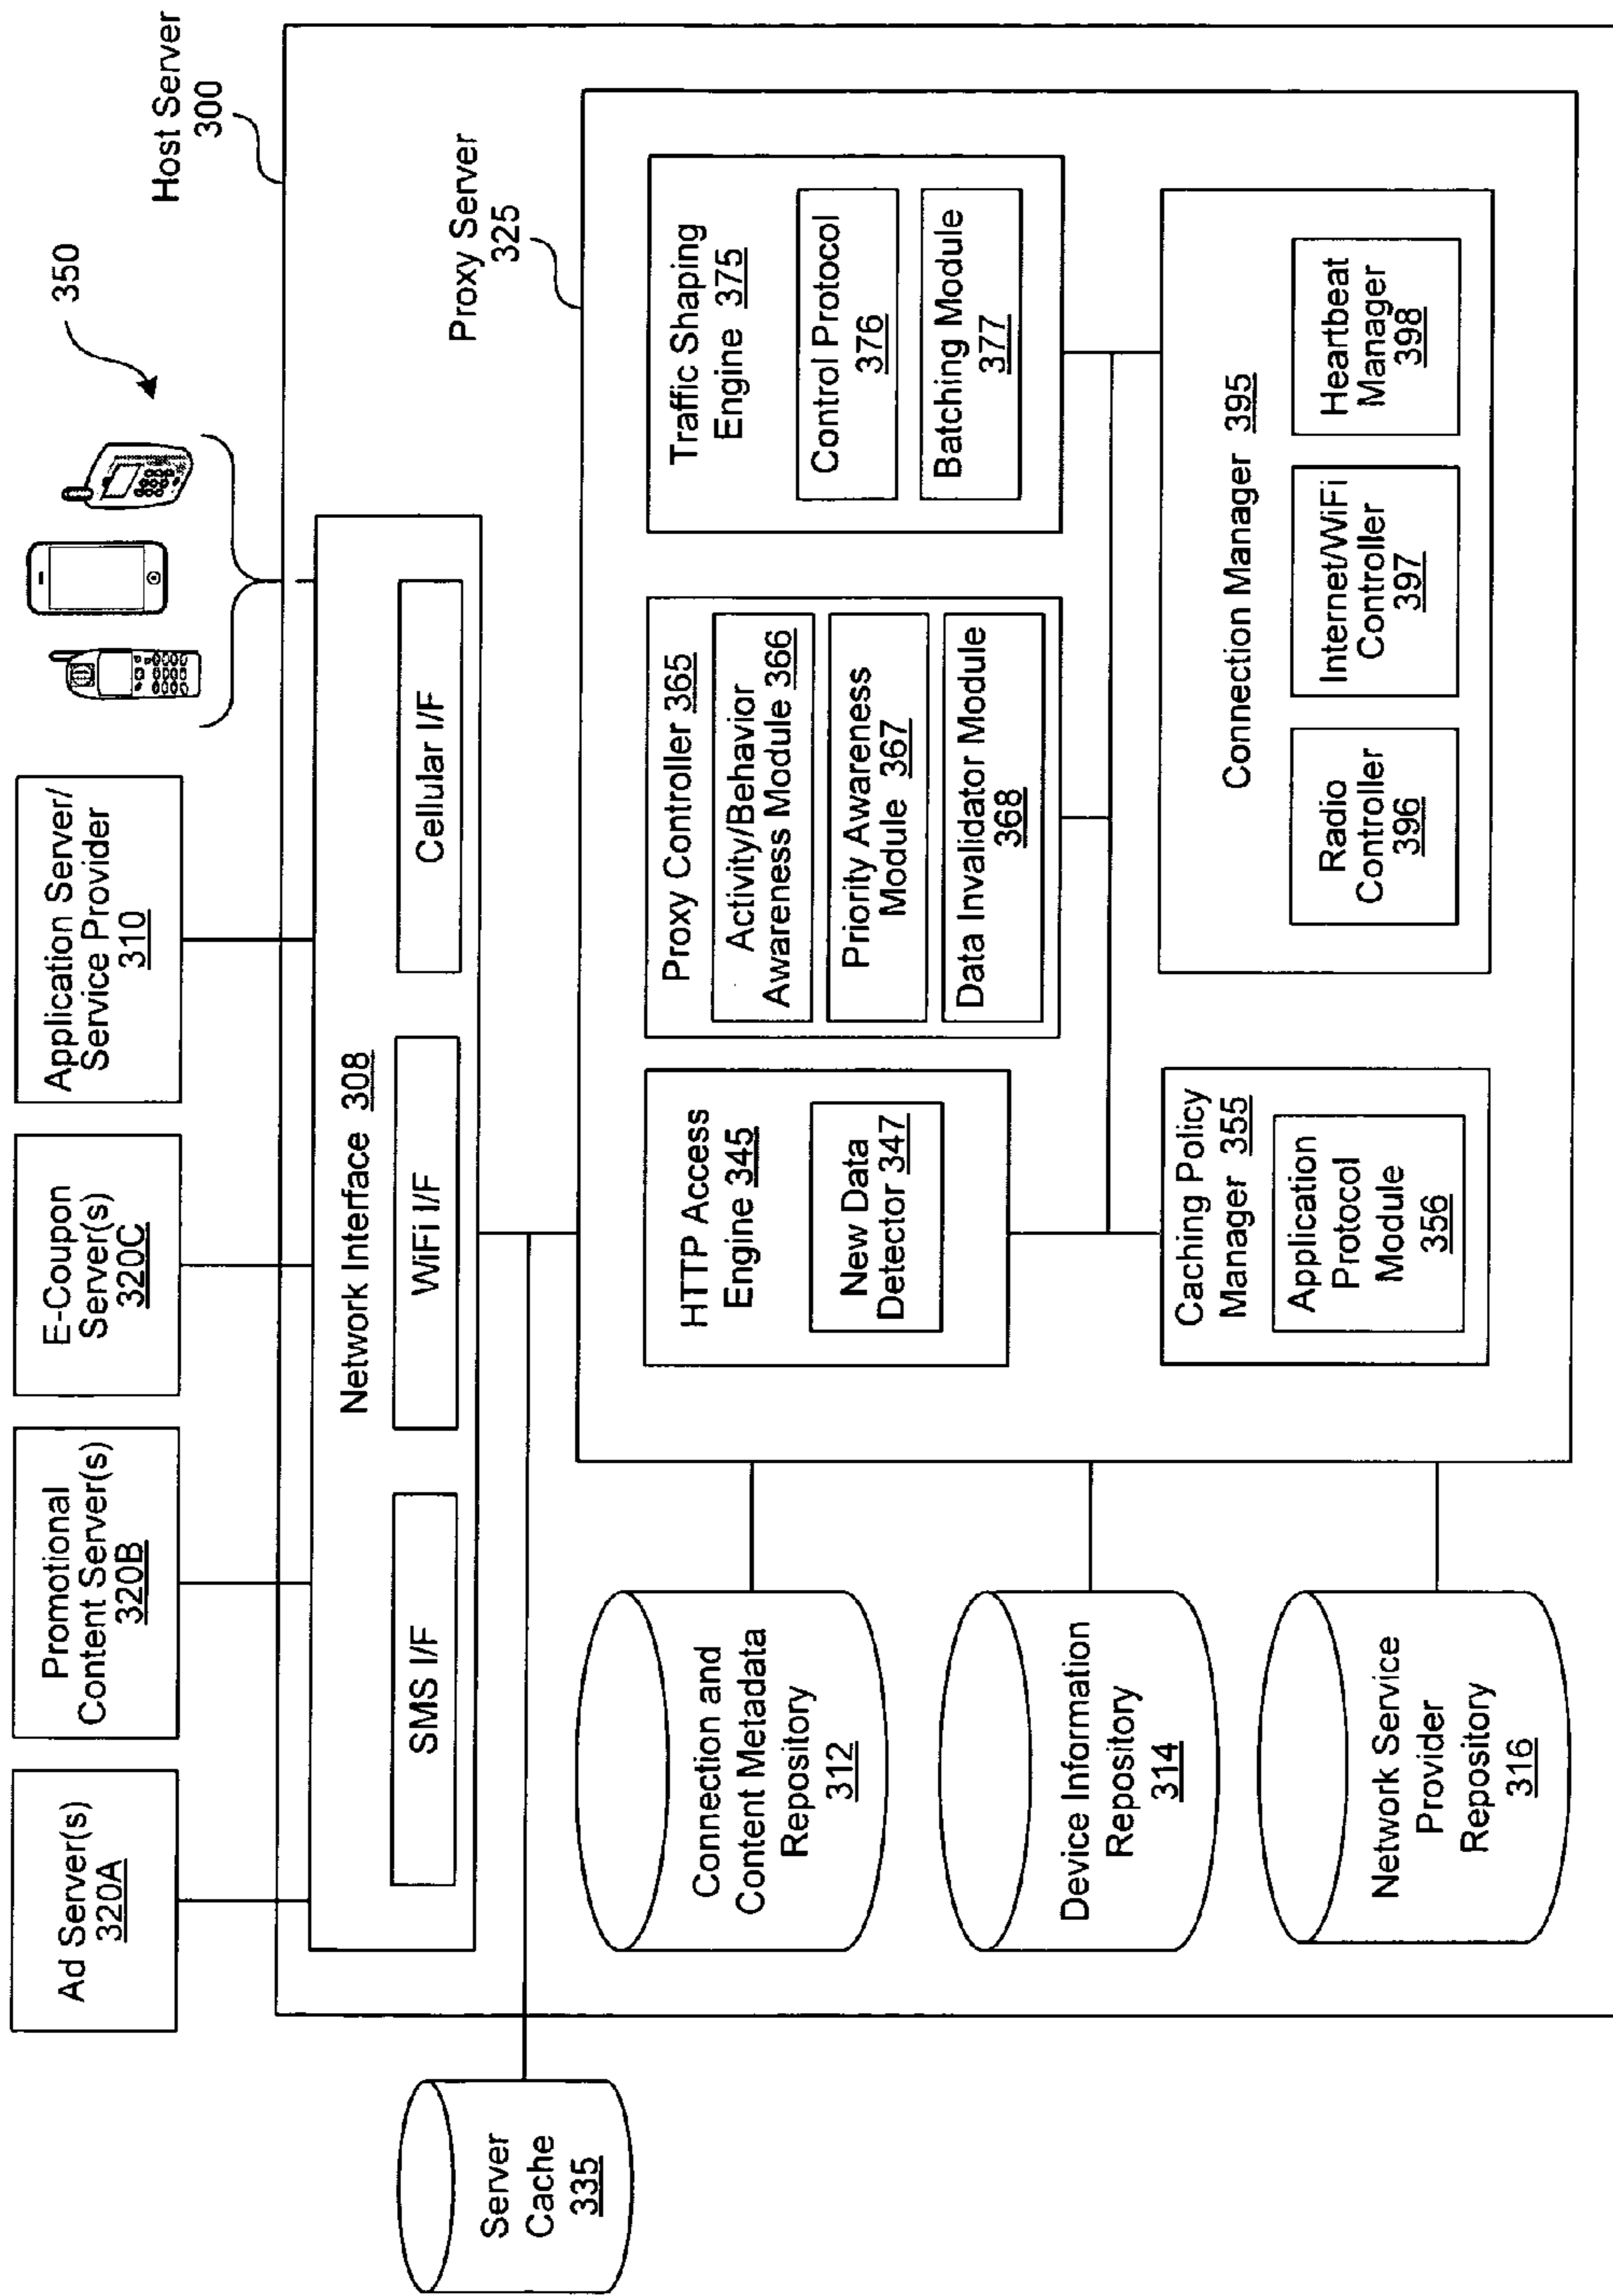 Ad Server(s)
320A
Promotional
Content Server(s)
320B
E-Coupon
Server(s)
320C
Application Server/
Service Provider
310
350
Host Server
300
Network Interface 308
SMS I/F
WiFi I/F
Cellular I/F
Server
Cache
335
Proxy Server
325
Connection and
Content Metadata
Repository
312
Device Information
Repository
314
Network Service
Provider
Repository
316
HTTP Access
Engine 345
New Data
Detector 347
Proxy Controller 365
Activity/Behavior
Awareness Module 366
Priority Awareness
Module 367
Data Invalidator Module
368
Traffic Shaping
Engine 375
Control Protocol
376
Batching Module
377
Caching Policy
Manager 355
Application
Protocol
Module
356
Connection Manager 395
Radio
Controller
396
Internet/WiFi
Controller
397
Heartbeat
Manager
398